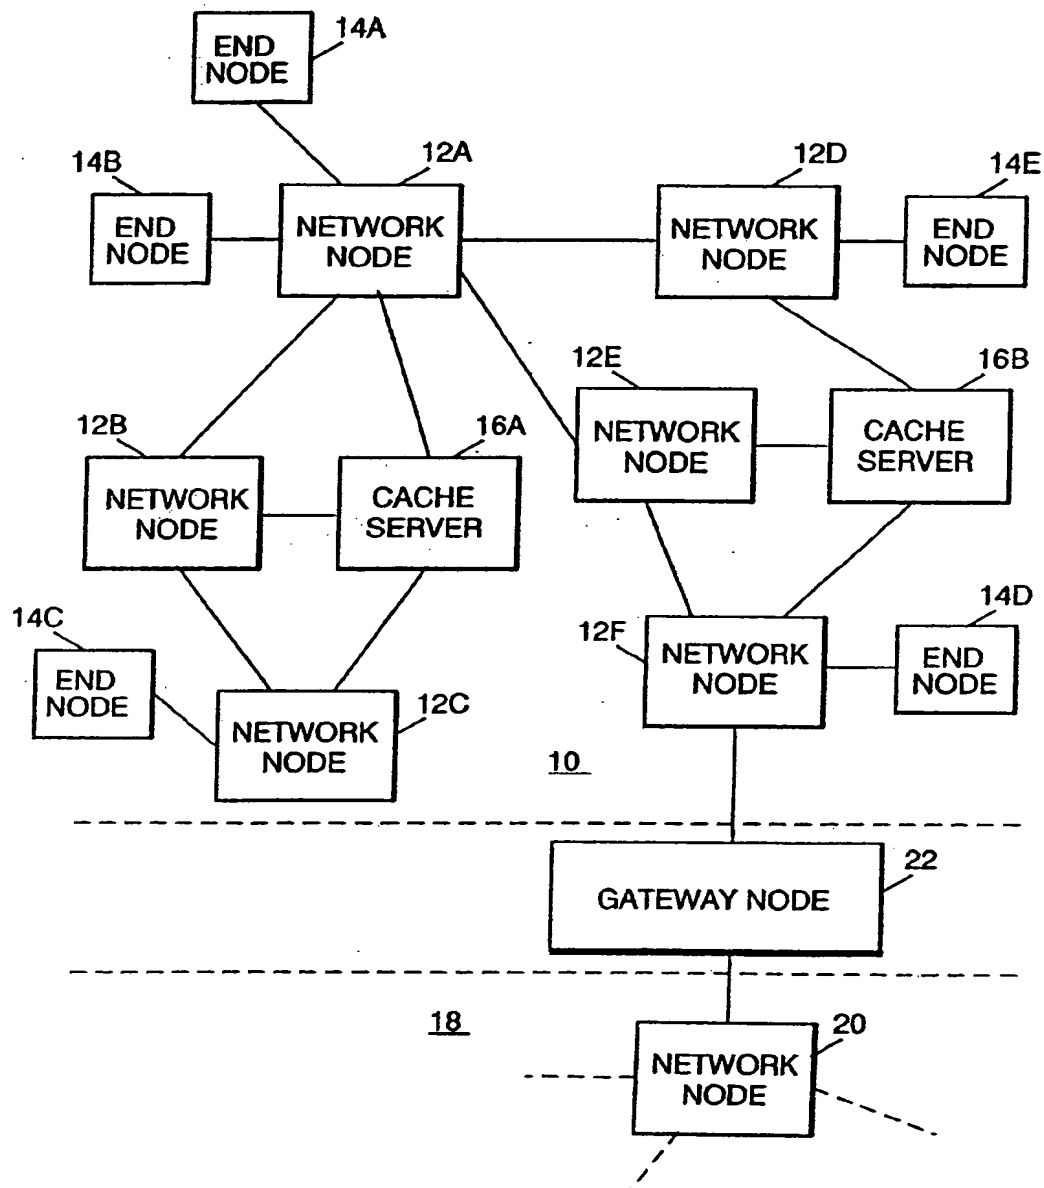 14A
END
NODE
14B
12A
12D
14E
END
NODE
NETWORK
NODE
NETWORK
NODE
END
NODE
12E
16B
12B
16A
NETWORK
NODE
CACHE
SERVER
NETWORK
NODE
CACHE
SERVER
14C
12F
14D
END
NODE
NETWORK
NODE
END
NODE
12C
NETWORK
NODE
10
22
GATEWAY NODE
18
20
NETWORK
NODE